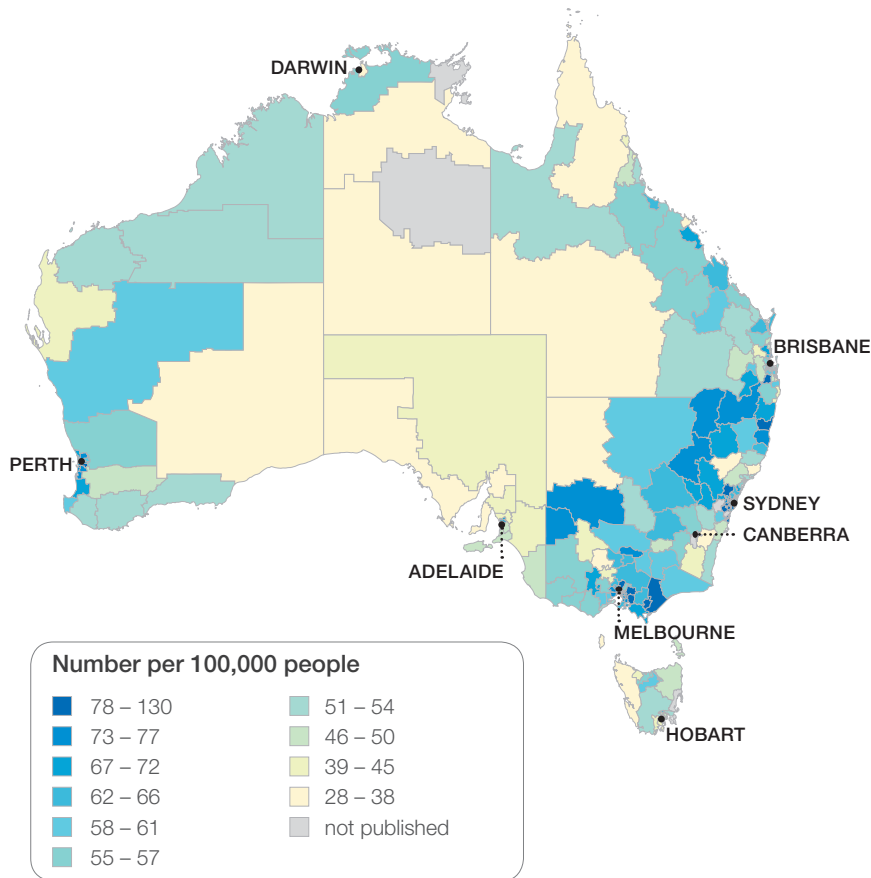 DARWIN
BRISBANE
PERTH
SYDNEY
CANBERRA
ADELAIDE
MELBOURNE
HOBART
Number per 100,000 people
78 – 130
73 – 77
67 – 72
62 – 66
58 – 61
55 – 57
51 – 54
46 – 50
39 – 45
28 – 38
not published